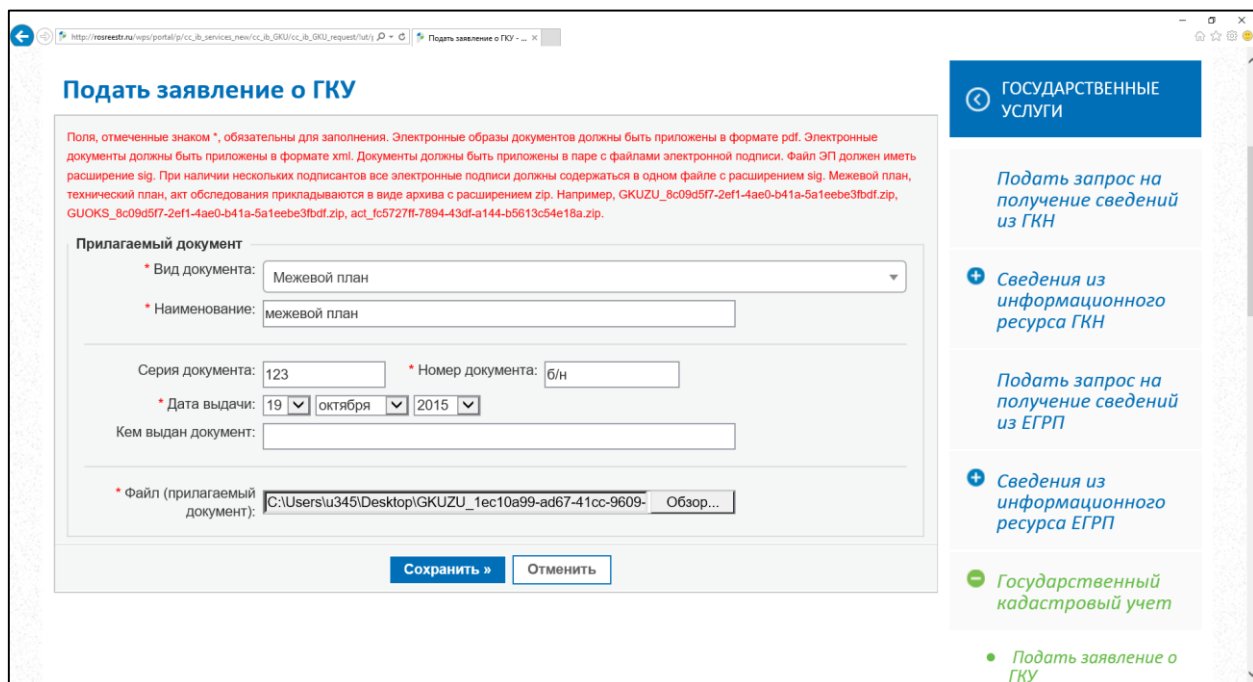 http://rosreestr.ru/wps/portal/p/cc_ib_services_new/cc_ib_GKU/cc_ib_GKU_request/!ut/
Подать заявление о ГКУ - ...
Подать заявление о ГКУ
Поля, отмеченные знаком *, обязательны для заполнения. Электронные образы документов должны быть приложены в формате pdf. Электронные
документы должны быть приложены в формате xml. Документы должны быть приложены в паре с файлами электронной подписи. Файл ЭП должен иметь
расширение sig. При наличии нескольких подписантов все электронные подписи должны содержаться в одном файле с расширением sig. Межевой план,
технический план, акт обследования прикладываются в виде архива с расширением zip. Например, GKUZU_8c09d5f7-2ef1-4ae0-b41a-5a1eebe3fbdf.zip,
GUOKS_8c09d5f7-2ef1-4ae0-b41a-5a1eebe3fbdf.zip, act_fc5727ff-7894-43df-a144-b5613c54e18a.zip.
Прилагаемый документ
* Вид документа: Межевой план
* Наименование: межевой план
Серия документа: 123 * Номер документа: б/н
* Дата выдачи: 19 октября 2015
Кем выдан документ:
* Файл (прилагаемый
документ): C:\Users\u345\Desktop\GKUZU_1ec10a99-ad67-41cc-9609- Обзор...
Сохранить » Отменить
ГОСУДАРСТВЕННЫЕ
УСЛУГИ
Подать запрос на
получение сведений
из ГКН
Сведения из
информационного
ресурса ГКН
Подать запрос на
получение сведений
из ЕГРП
Сведения из
информационного
ресурса ЕГРП
Государственный
кадастровый учет
Подать заявление о
ГКУ